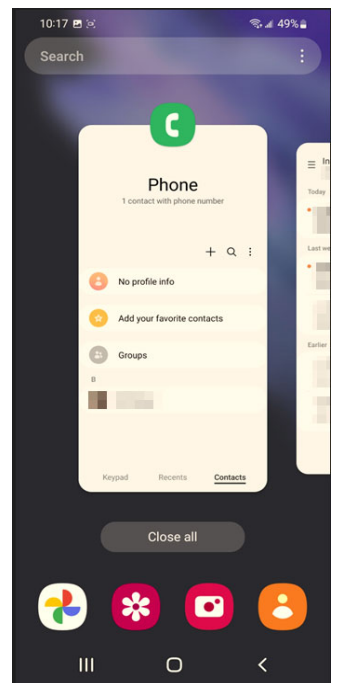 10:17 49%
Search
Phone
1 contact with phone number
No profile info
Add your favorite contacts
Groups
B
Keypad Recents Contacts
In
Today
Last we
Earlier
Close all